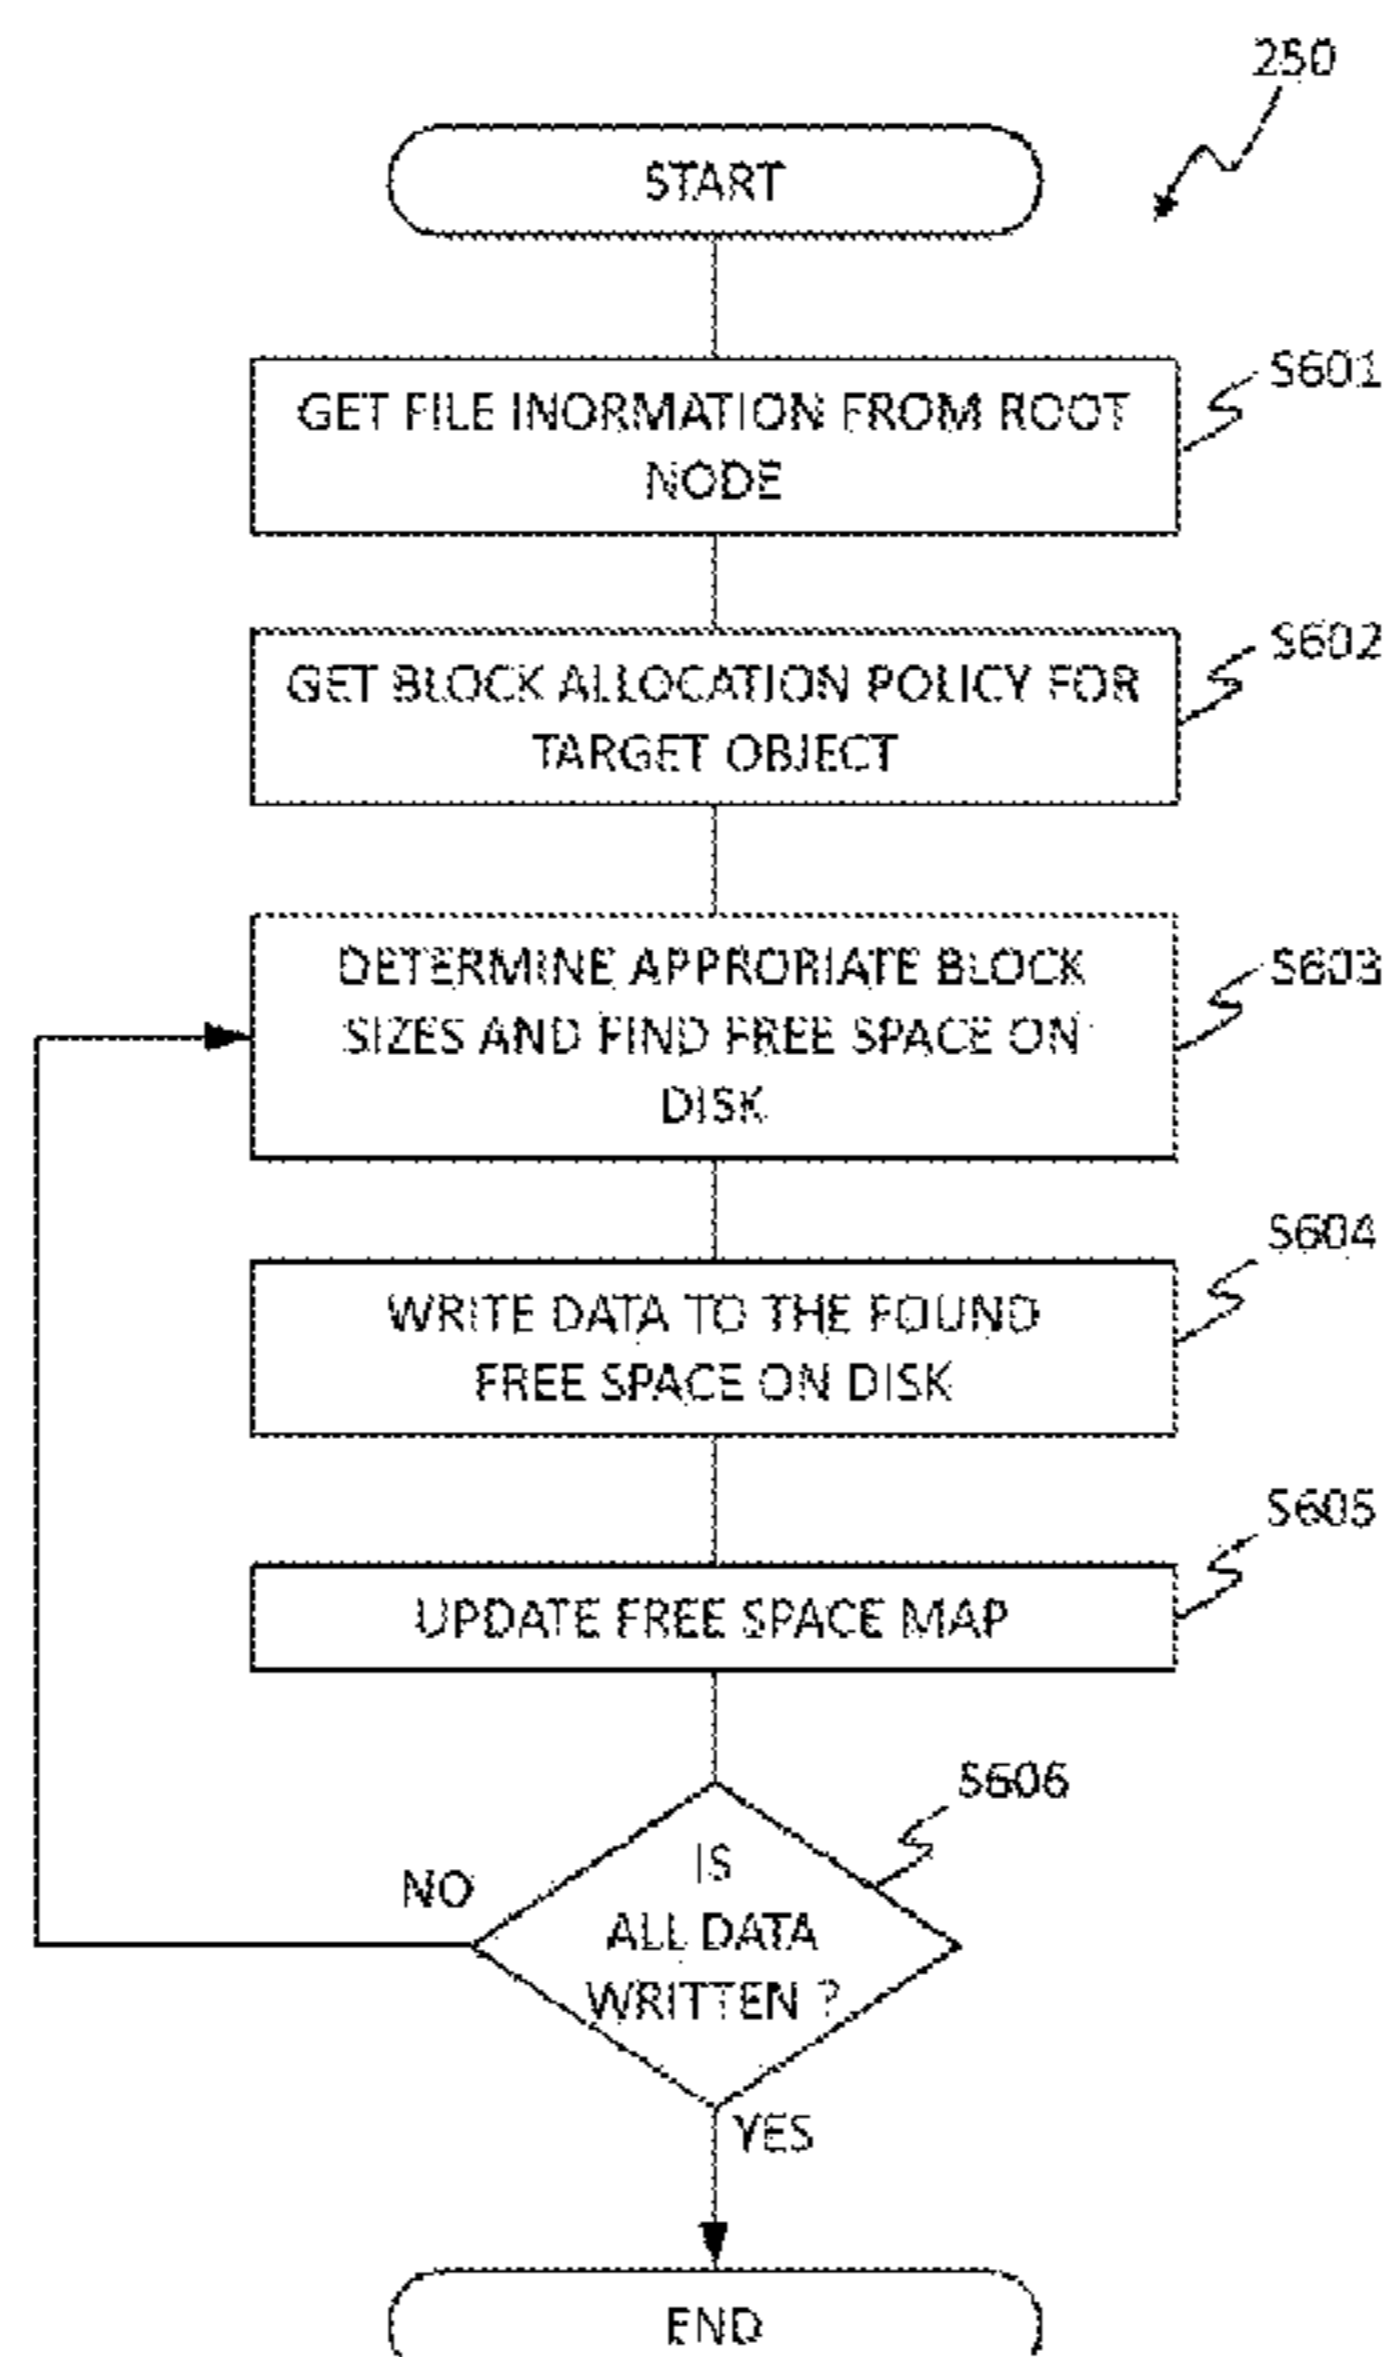 250
START
S601
GET FILE INORMATION FROM ROOT
NODE
S602
GET BLOCK ALLOCATION POLICY FOR
TARGET OBJECT
S603
DETERMINE APPRORIATE BLOCK
SIZES AND FIND FREE SPACE ON
DISK
S604
WRITE DATA TO THE FOUND
FREE SPACE ON DISK
S605
UPDATE FREE SPACE MAP
S606
IS
ALL DATA
WRITTEN ?
NO
YES
END